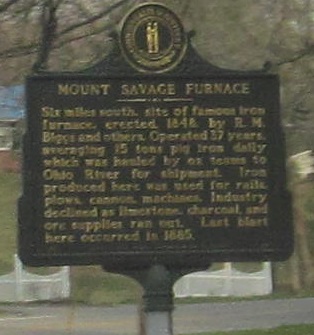 MOUNT SAVAGE FURNACE
Six miles south, site of famous iron
furnace, erected 1848, by R. M.
Biggs and others. Operated 37 years,
averaging 15 tons pig iron daily
which was hauled by ox teams to
Ohio River for shipment. Iron
produced here was used for rails,
plows, cannon, machines. Industry
declined as limestone, charcoal, and
ore supplies ran out. Last blast
here occurred in 1885.